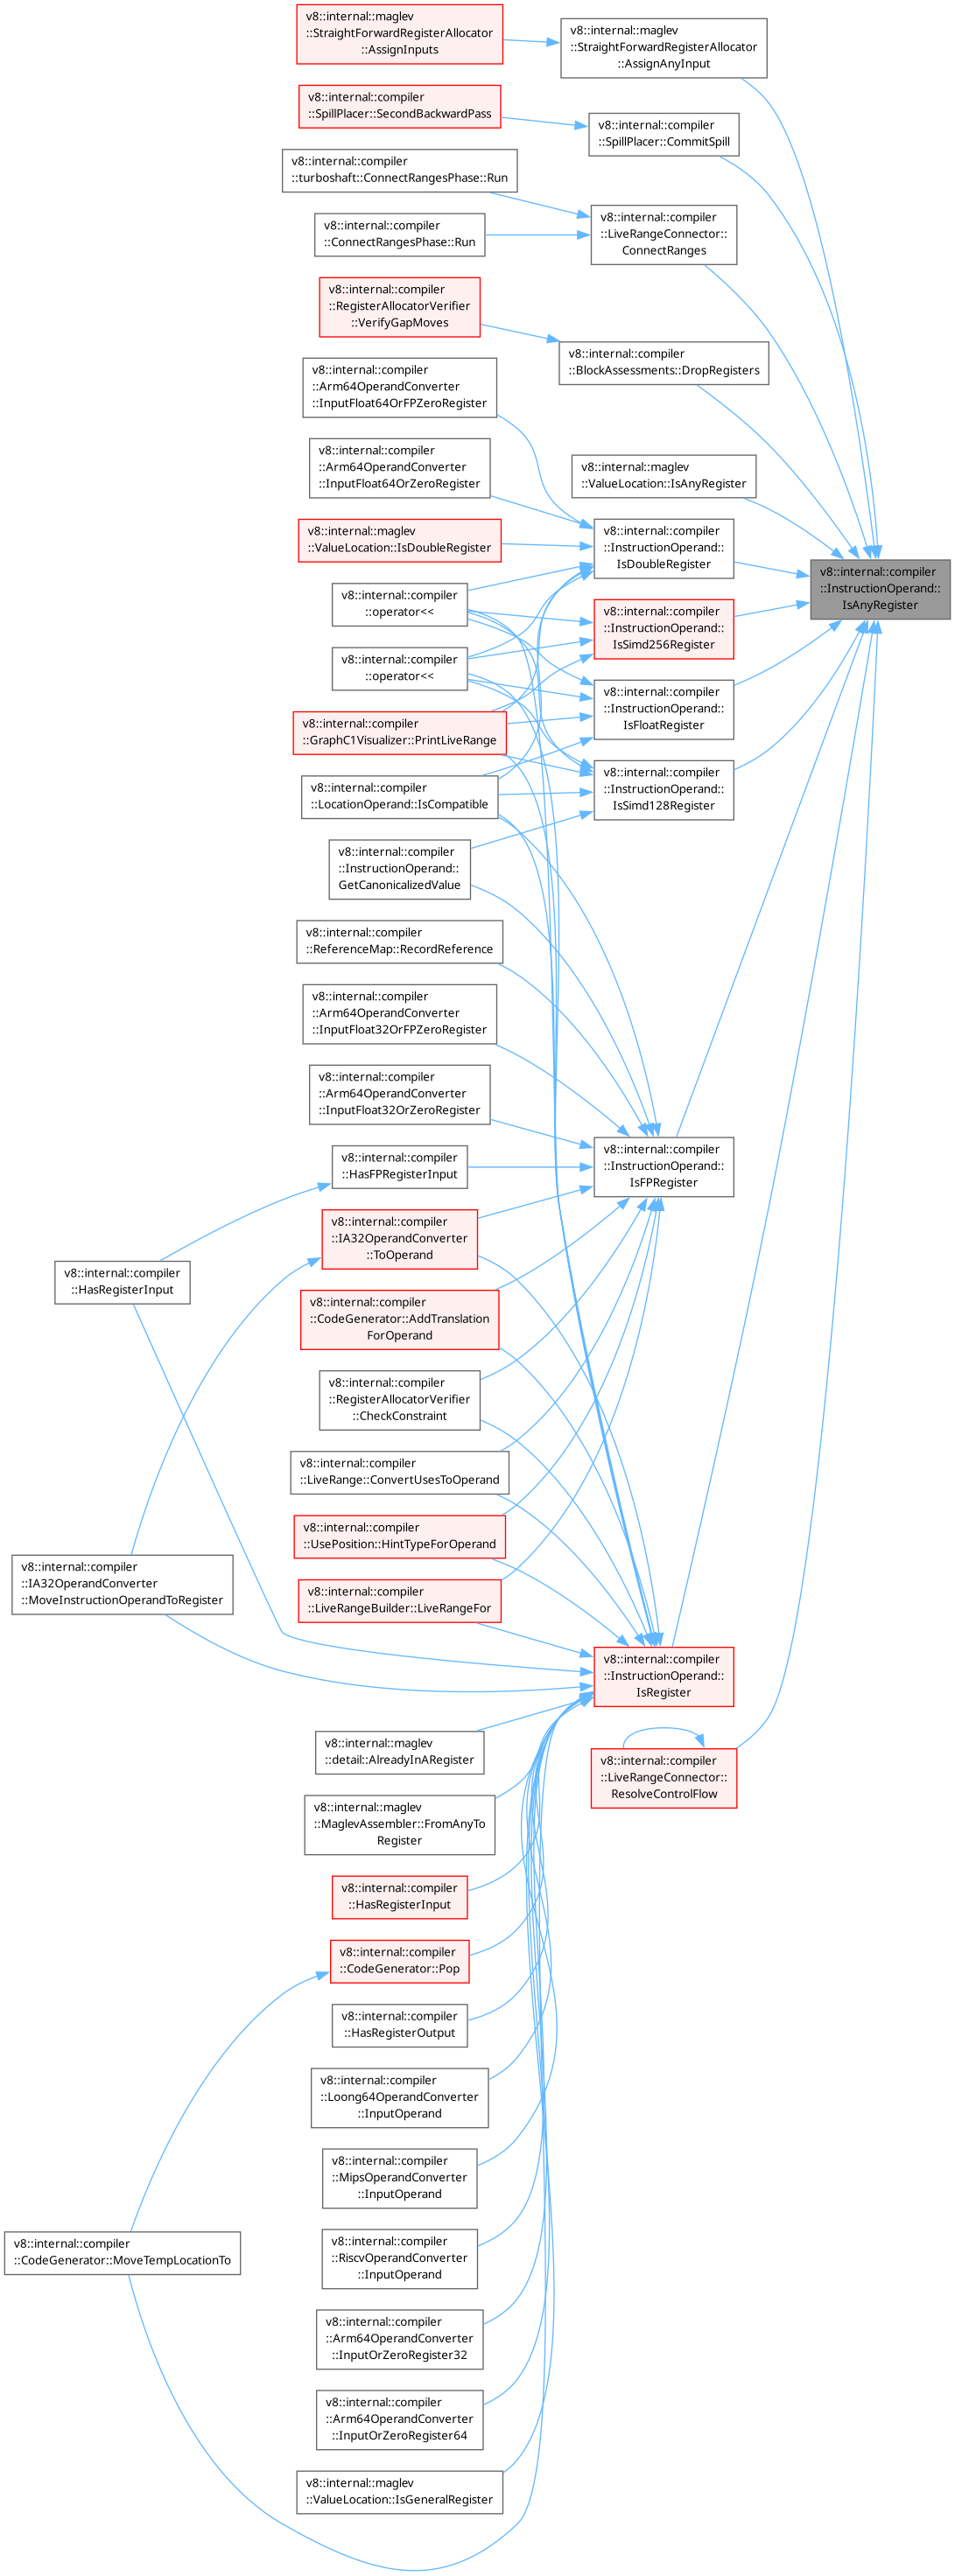 v8::internal::maglev
::StraightForwardRegisterAllocator
::AssignInputs
v8::internal::maglev
::StraightForwardRegisterAllocator
::AssignAnyInput
v8::internal::compiler
::SpillPlacer::SecondBackwardPass
v8::internal::compiler
::SpillPlacer::CommitSpill
v8::internal::compiler
::turboshaft::ConnectRangesPhase::Run
v8::internal::compiler
::ConnectRangesPhase::Run
v8::internal::compiler
::LiveRangeConnector::
ConnectRanges
v8::internal::compiler
::RegisterAllocatorVerifier
::VerifyGapMoves
v8::internal::compiler
::BlockAssessments::DropRegisters
v8::internal::compiler
::Arm64OperandConverter
::InputFloat64OrFPZeroRegister
v8::internal::compiler
::Arm64OperandConverter
::InputFloat64OrZeroRegister
v8::internal::maglev
::ValueLocation::IsAnyRegister
v8::internal::maglev
::ValueLocation::IsDoubleRegister
v8::internal::compiler
::InstructionOperand::
IsDoubleRegister
v8::internal::compiler
::InstructionOperand::
IsAnyRegister
v8::internal::compiler
::operator<<
v8::internal::compiler
::InstructionOperand::
IsSimd256Register
v8::internal::compiler
::operator<<
v8::internal::compiler
::InstructionOperand::
IsFloatRegister
v8::internal::compiler
::GraphC1Visualizer::PrintLiveRange
v8::internal::compiler
::LocationOperand::IsCompatible
v8::internal::compiler
::InstructionOperand::
IsSimd128Register
v8::internal::compiler
::InstructionOperand::
GetCanonicalizedValue
v8::internal::compiler
::ReferenceMap::RecordReference
v8::internal::compiler
::Arm64OperandConverter
::InputFloat32OrFPZeroRegister
v8::internal::compiler
::Arm64OperandConverter
::InputFloat32OrZeroRegister
v8::internal::compiler
::HasFPRegisterInput
v8::internal::compiler
::InstructionOperand::
IsFPRegister
v8::internal::compiler
::IA32OperandConverter
::ToOperand
v8::internal::compiler
::HasRegisterInput
v8::internal::compiler
::CodeGenerator::AddTranslation
ForOperand
v8::internal::compiler
::RegisterAllocatorVerifier
::CheckConstraint
v8::internal::compiler
::LiveRange::ConvertUsesToOperand
v8::internal::compiler
::UsePosition::HintTypeForOperand
v8::internal::compiler
::IA32OperandConverter
::MoveInstructionOperandToRegister
v8::internal::compiler
::LiveRangeBuilder::LiveRangeFor
v8::internal::compiler
::InstructionOperand::
IsRegister
v8::internal::maglev
::detail::AlreadyInARegister
v8::internal::compiler
::LiveRangeConnector::
ResolveControlFlow
v8::internal::maglev
::MaglevAssembler::FromAnyTo
Register
v8::internal::compiler
::HasRegisterInput
v8::internal::compiler
::CodeGenerator::Pop
v8::internal::compiler
::HasRegisterOutput
v8::internal::compiler
::Loong64OperandConverter
::InputOperand
v8::internal::compiler
::MipsOperandConverter
::InputOperand
v8::internal::compiler
::CodeGenerator::MoveTempLocationTo
v8::internal::compiler
::RiscvOperandConverter
::InputOperand
v8::internal::compiler
::Arm64OperandConverter
::InputOrZeroRegister32
v8::internal::compiler
::Arm64OperandConverter
::InputOrZeroRegister64
v8::internal::maglev
::ValueLocation::IsGeneralRegister